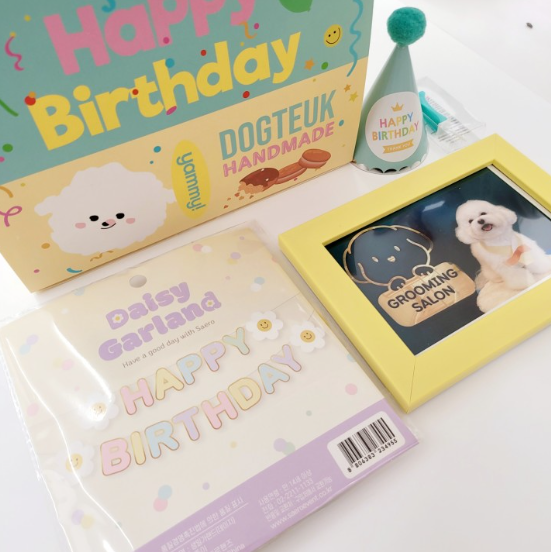 Happy
Birthday
DOGTEUK
HANDMADE
yammy!
HAPPY
BIRTHDAY
GROOMING
SALON
Daisy
Garland
Have a good day with Saero
HAPPY
BIRTHDAY